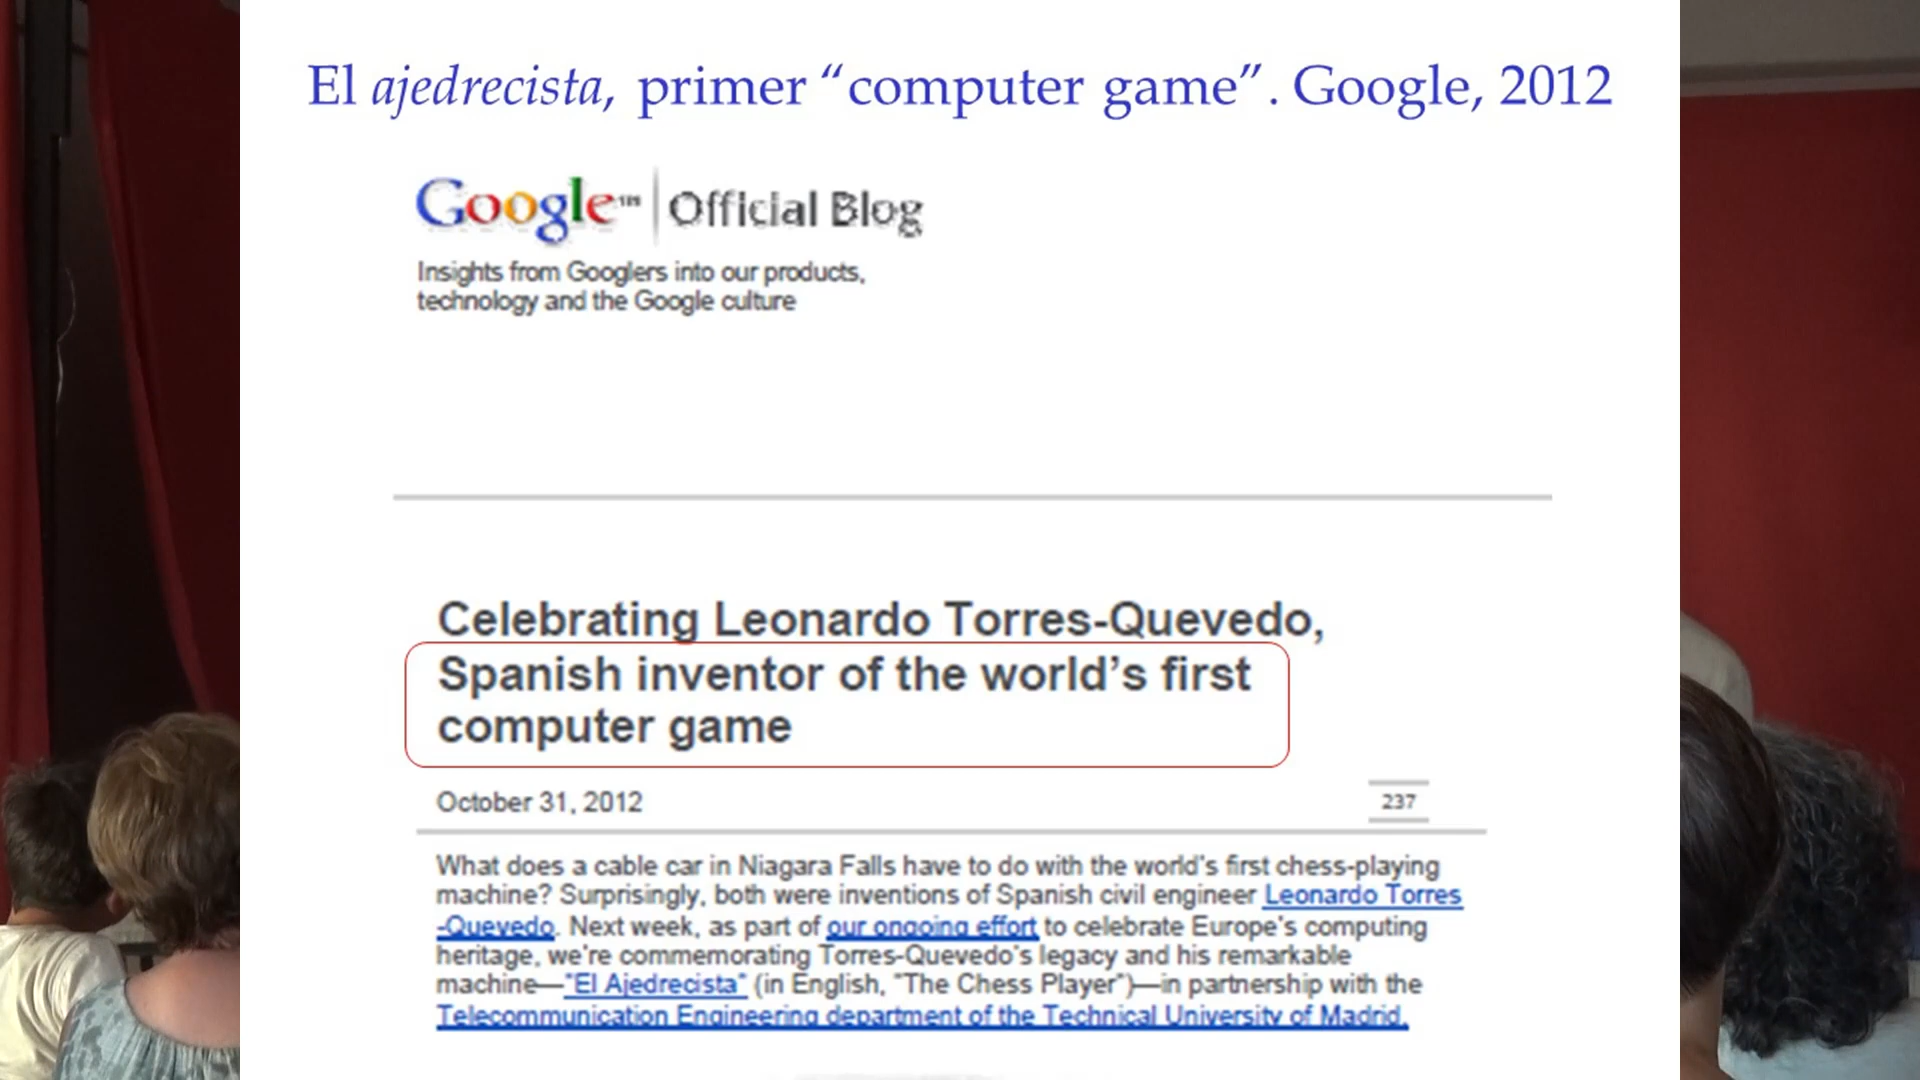 El ajedrecista, primer “computer game”. Google, 2012
Google™ | Official Blog
Insights from Googlers into our products,
technology and the Google culture
Celebrating Leonardo Torres-Quevedo,
Spanish inventor of the world’s first
computer game
October 31, 2012
237
What does a cable car in Niagara Falls have to do with the world's first chess-playing
machine? Surprisingly, both were inventions of Spanish civil engineer Leonardo Torres
-Quevedo. Next week, as part of our ongoing effort to celebrate Europe's computing
heritage, we're commemorating Torres-Quevedo's legacy and his remarkable
machine—"El Ajedrecista" (in English, "The Chess Player")—in partnership with the
Telecommunication Engineering department of the Technical University of Madrid.